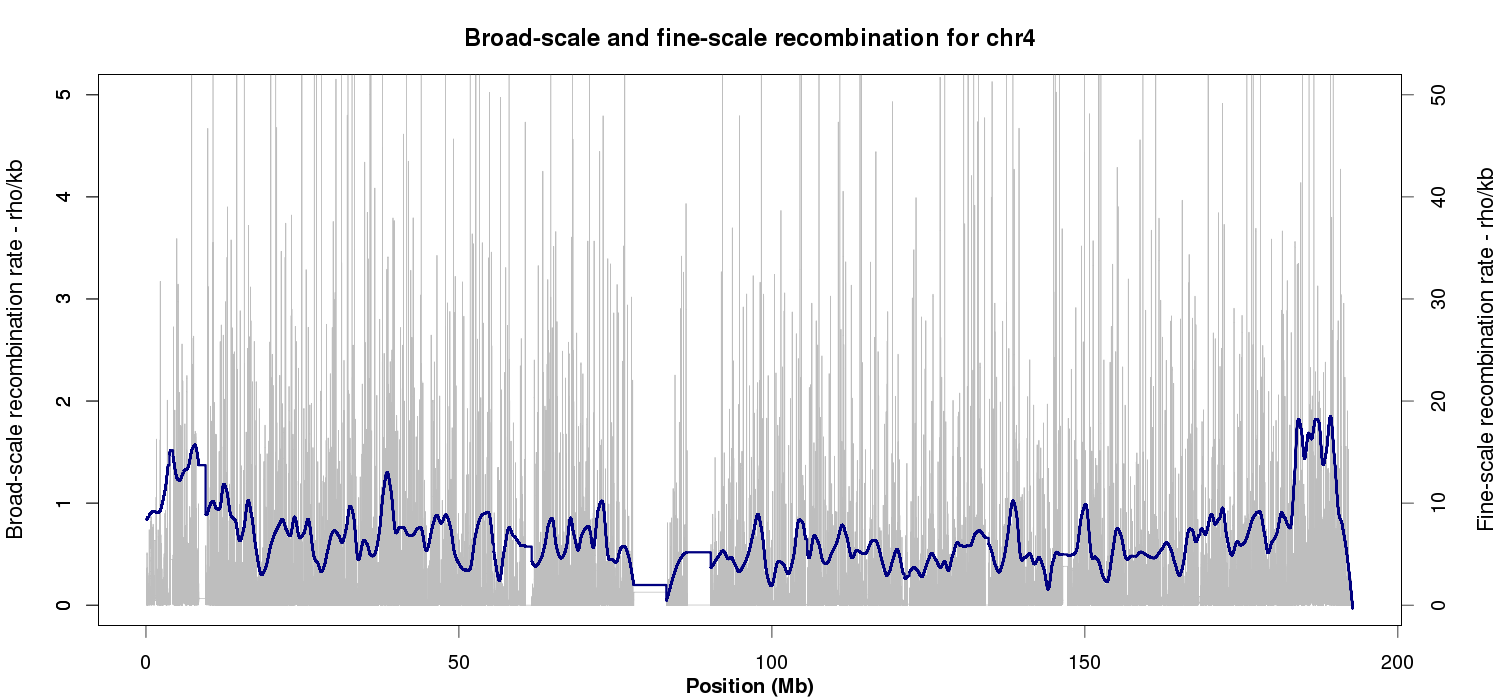 Broad-scale and fine-scale recombination for chr4
Broad-scale recombination rate - rho/kb
0 1 2 3 4 5
0 10 20 30 40 50
Fine-scale recombination rate - rho/kb
0 50 100 150 200
Position (Mb)